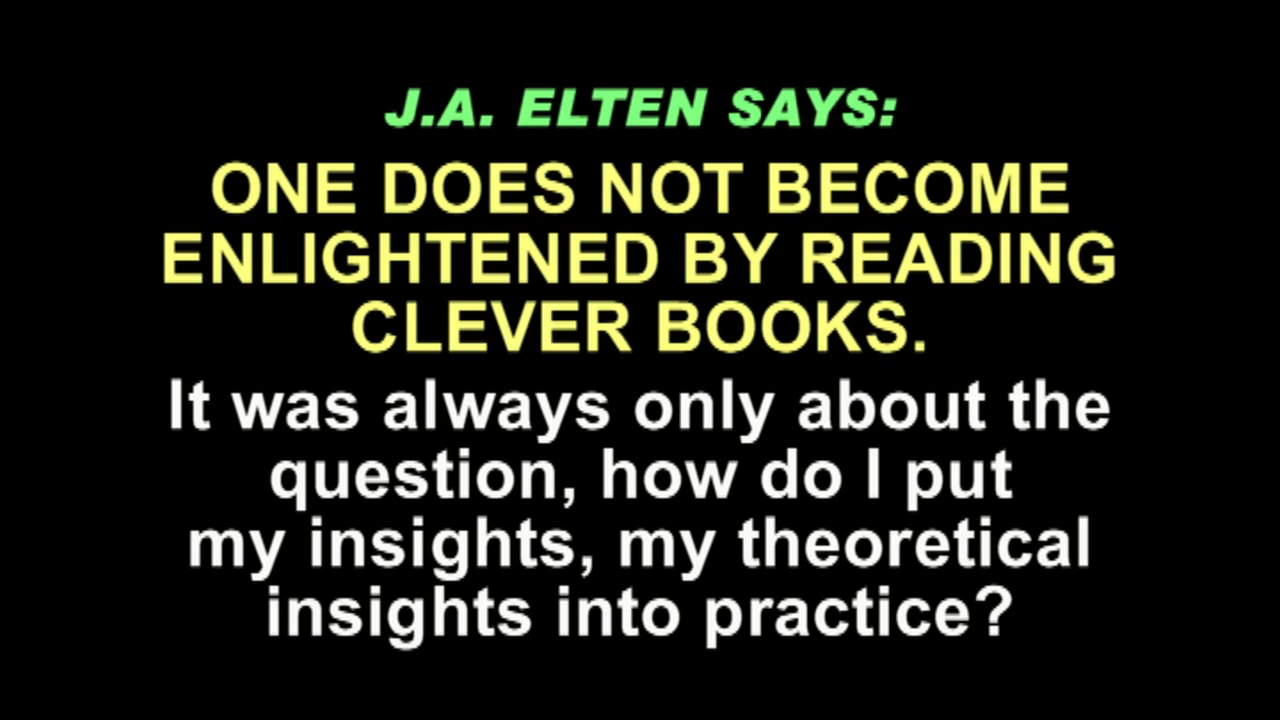 J.A. ELTEN SAYS:
ONE DOES NOT BECOME
ENLIGHTENED BY READING
CLEVER BOOKS.
It was always only about the
question, how do I put
my insights, my theoretical
insights into practice?